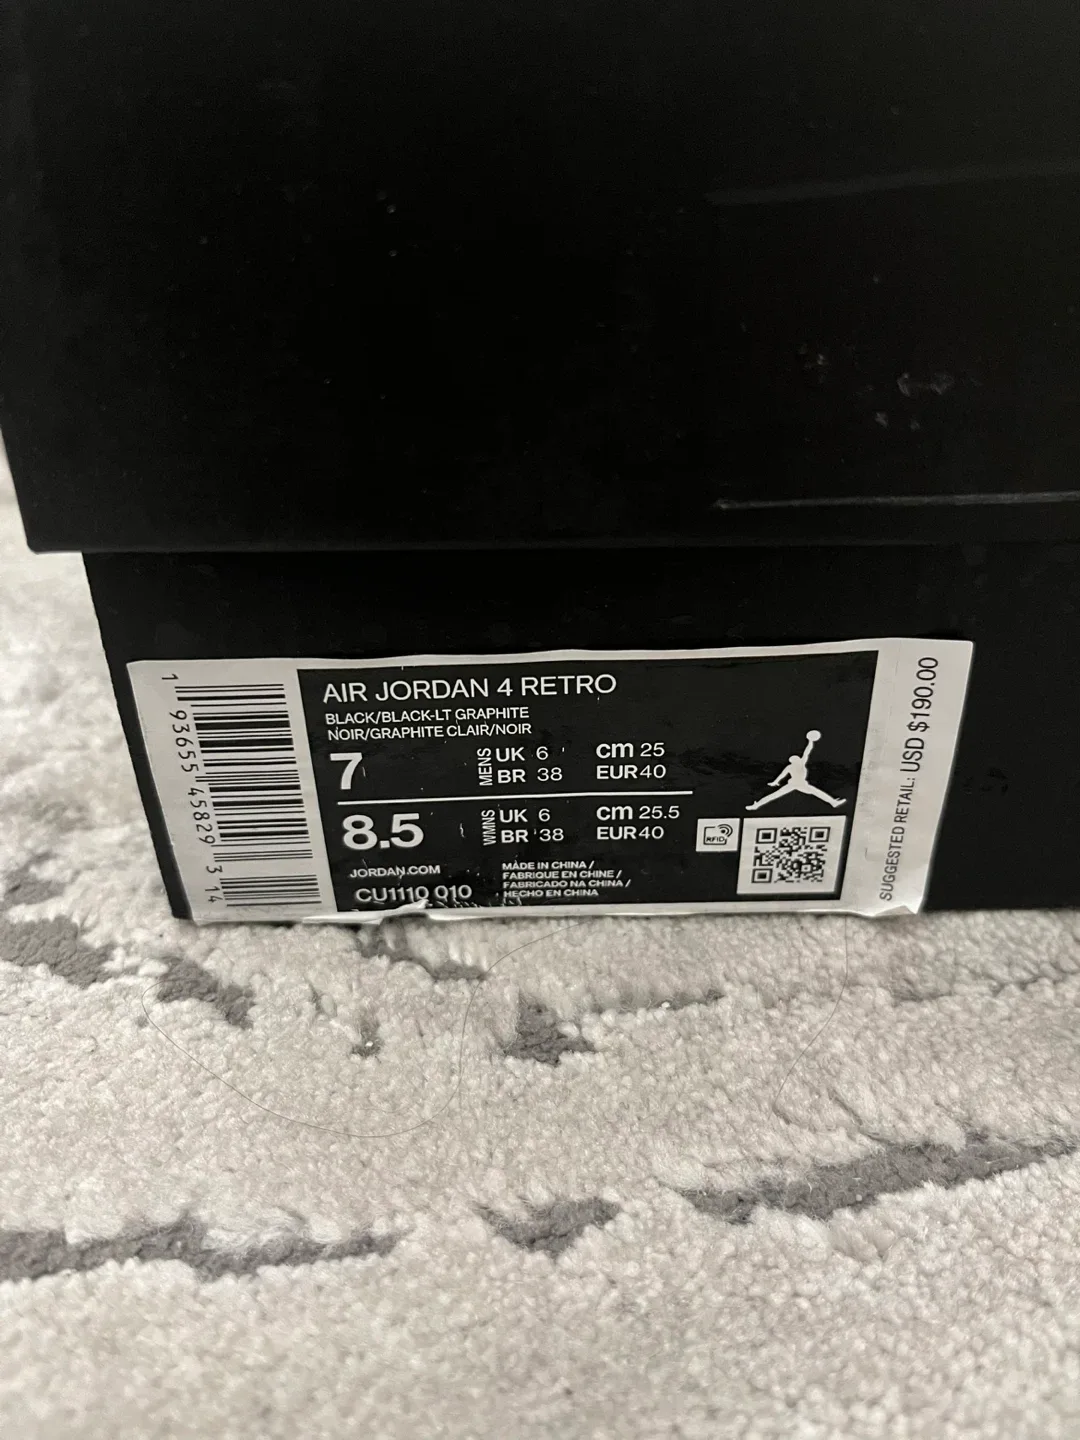 AIR JORDAN 4 RETRO
BLACK/BLACK-LT GRAPHITE
NOIR/GRAPHITE CLAIR/NOIR
7
MENS
UK 6 cm 25
BR 38 EUR 40
8.5
WMNS
UK 6 cm 25.5
BR 38 EUR 40
JORDAN.COM
CU1110 010
MADE IN CHINA /
FABRIQUE EN CHINE /
FABRICADO NA CHINA /
HECHO EN CHINA
RFID
SUGGESTED RETAIL: USD $190.00
1 93655 45829 3 14